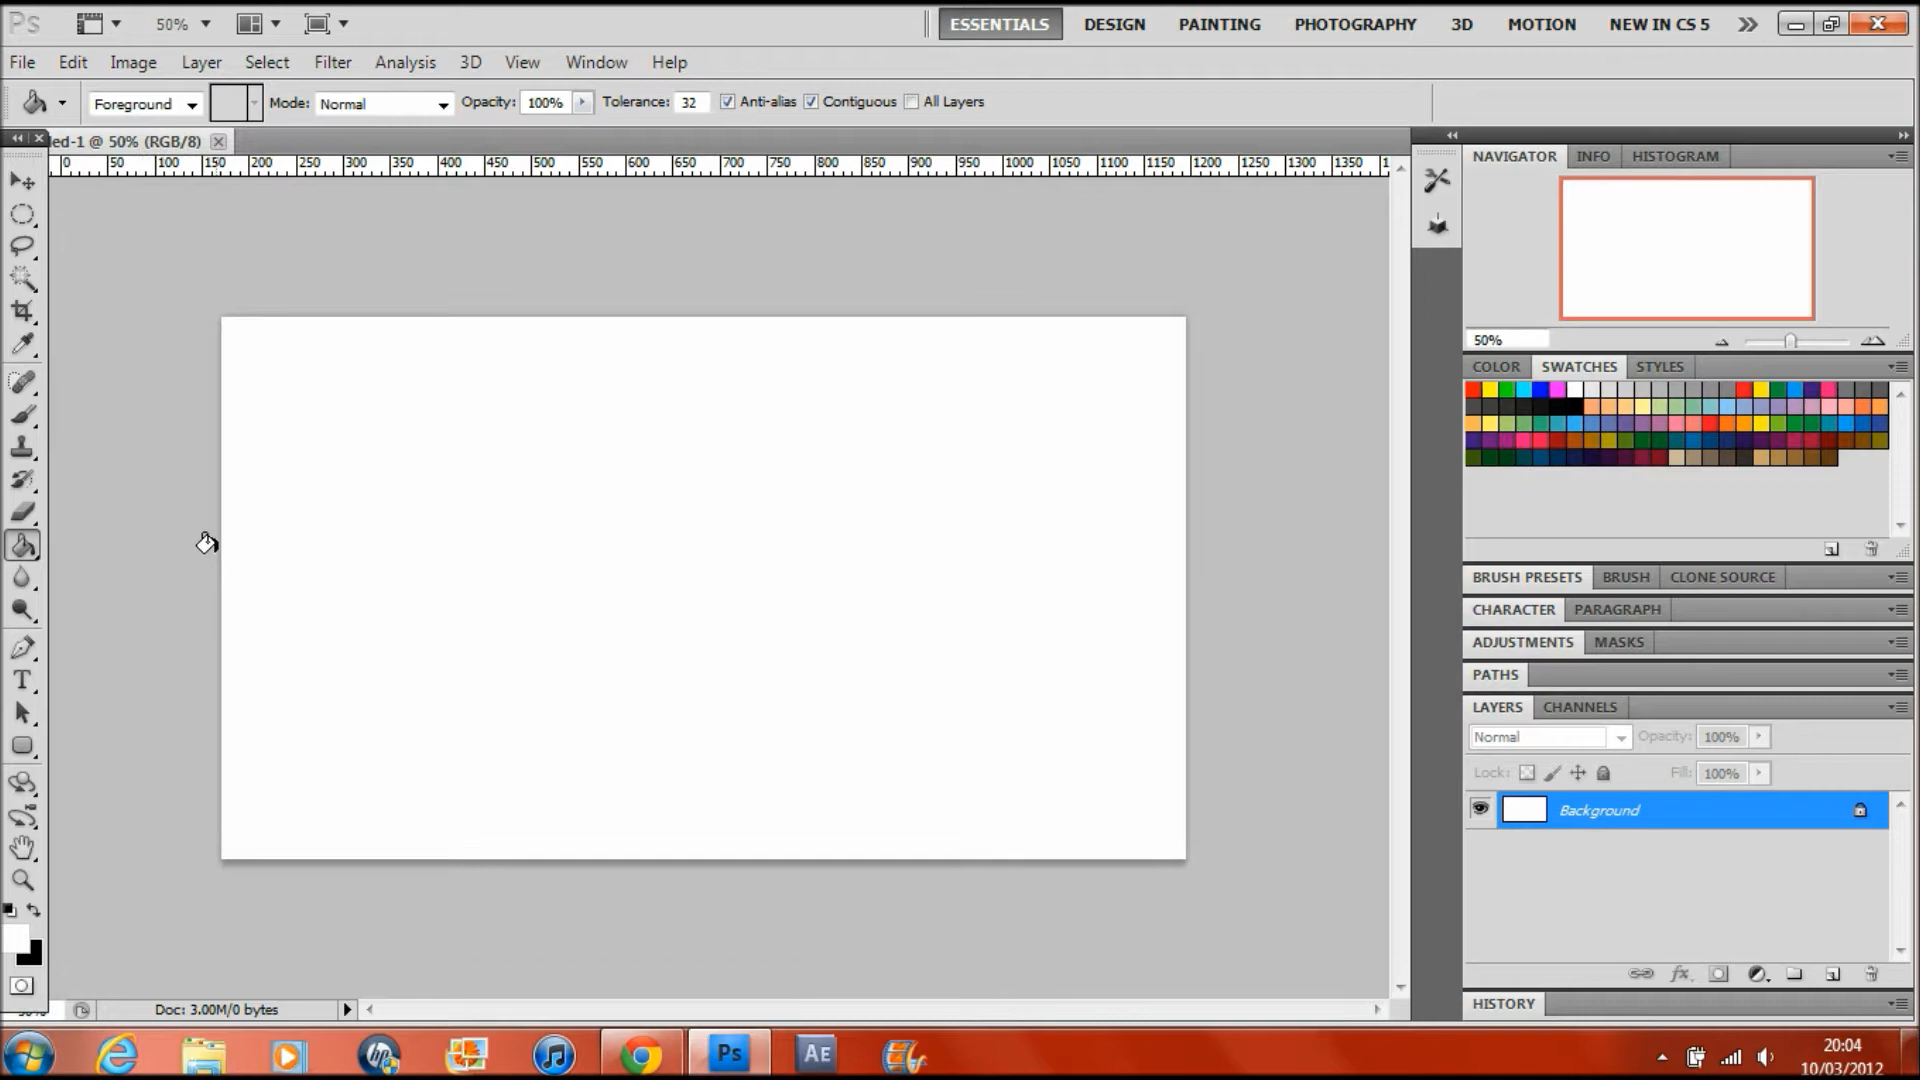 Ps 50% ESSENTIALS DESIGN PAINTING PHOTOGRAPHY 3D MOTION NEW IN CS 5
File Edit Image Layer Select Filter Analysis 3D View Window Help
Foreground Mode: Normal Opacity: 100% Tolerance: 32 Anti-alias Contiguous All Layers
led-1 @ 50% (RGB/8)
0 50 100 150 200 250 300 350 400 450 500 550 600 650 700 750 800 850 900 950 1000 1050 1100 1150 1200 1250 1300 1350
NAVIGATOR INFO HISTOGRAM
50%
COLOR SWATCHES STYLES
BRUSH PRESETS BRUSH CLONE SOURCE
CHARACTER PARAGRAPH
ADJUSTMENTS MASKS
PATHS
LAYERS CHANNELS
Normal Opacity: 100%
Lock: Fill: 100%
Background
HISTORY
Doc: 3.00M/0 bytes
hp Ps AE
20:04
10/03/2012